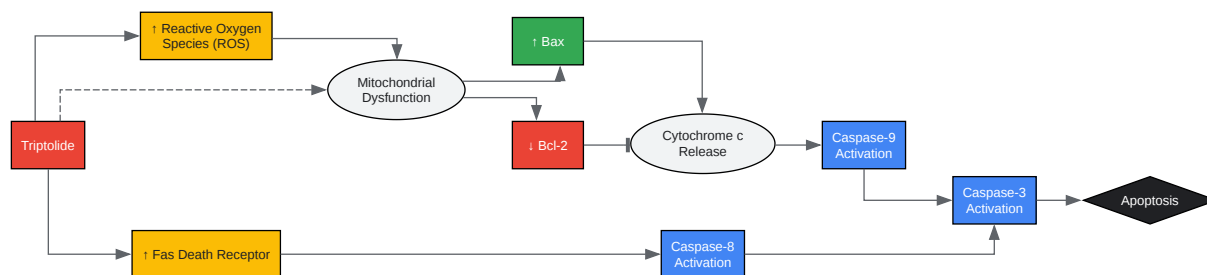 ↑ Reactive Oxygen
Species (ROS)
↑ Bax
Mitochondrial
Dysfunction
Triptolide
↓ Bcl-2
Cytochrome c
Release
Caspase-9
Activation
Caspase-3
Activation
Apoptosis
↑ Fas Death Receptor
Caspase-8
Activation